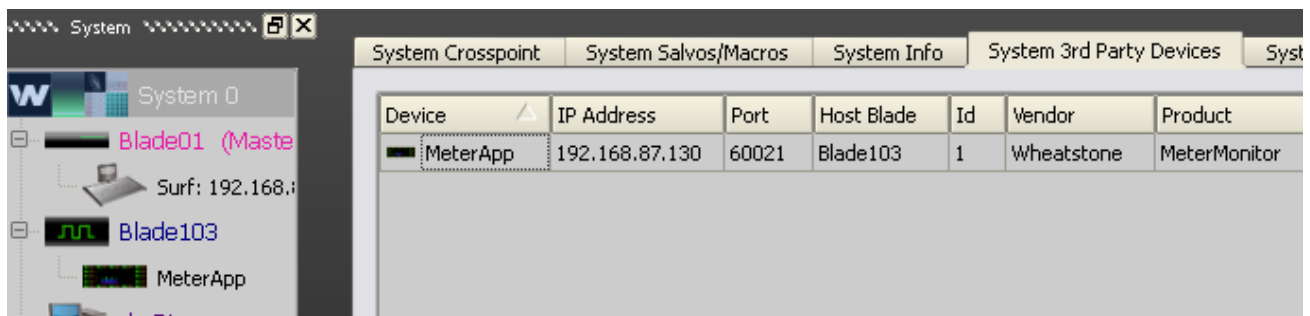 System
System Crosspoint System Salvos/Macros System Info System 3rd Party Devices Syst
W System 0
Device IP Address Port Host Blade Id Vendor Product
Blade01 (Maste
MeterApp 192.168.87.130 60021 Blade103 1 Wheatstone MeterMonitor
Surf: 192.168.
Blade103
MeterApp